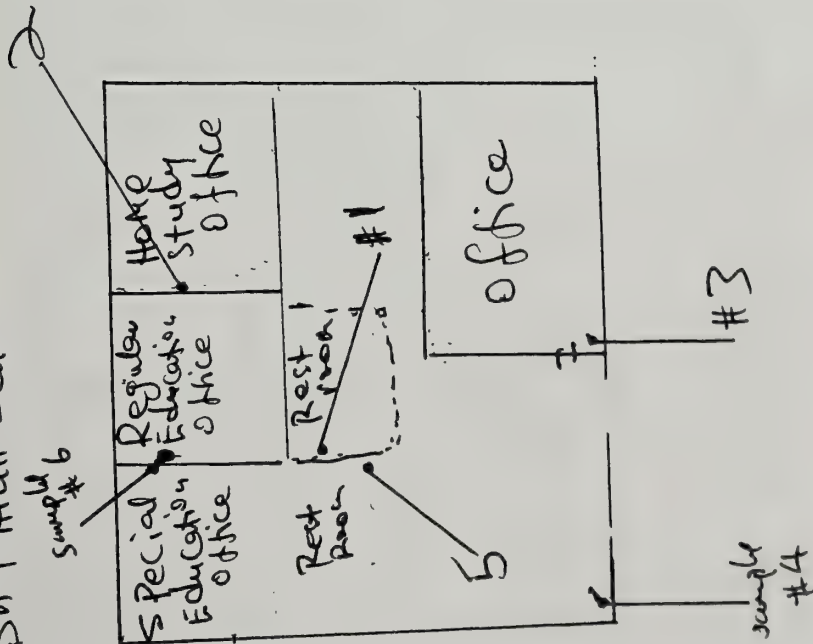 2
sample
# 6
Special
Education
Office
Regular
Education
Office
Home
Study
Office
Rest
Room
Rest
Room
#1
5
Office
#3
sample
#4